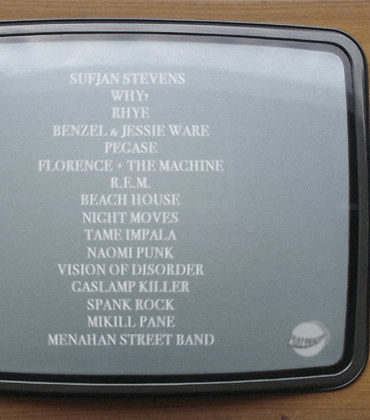 SUFJAN STEVENS
WHY?
RHYE
BENZEL & JESSIE WARE
PEGASE
FLORENCE + THE MACHINE
R.E.M.
BEACH HOUSE
NIGHT MOVES
TAME IMPALA
NAOMI PUNK
VISION OF DISORDER
GASLAMP KILLER
SPANK ROCK
MIKILL PANE
MENAHAN STREET BAND